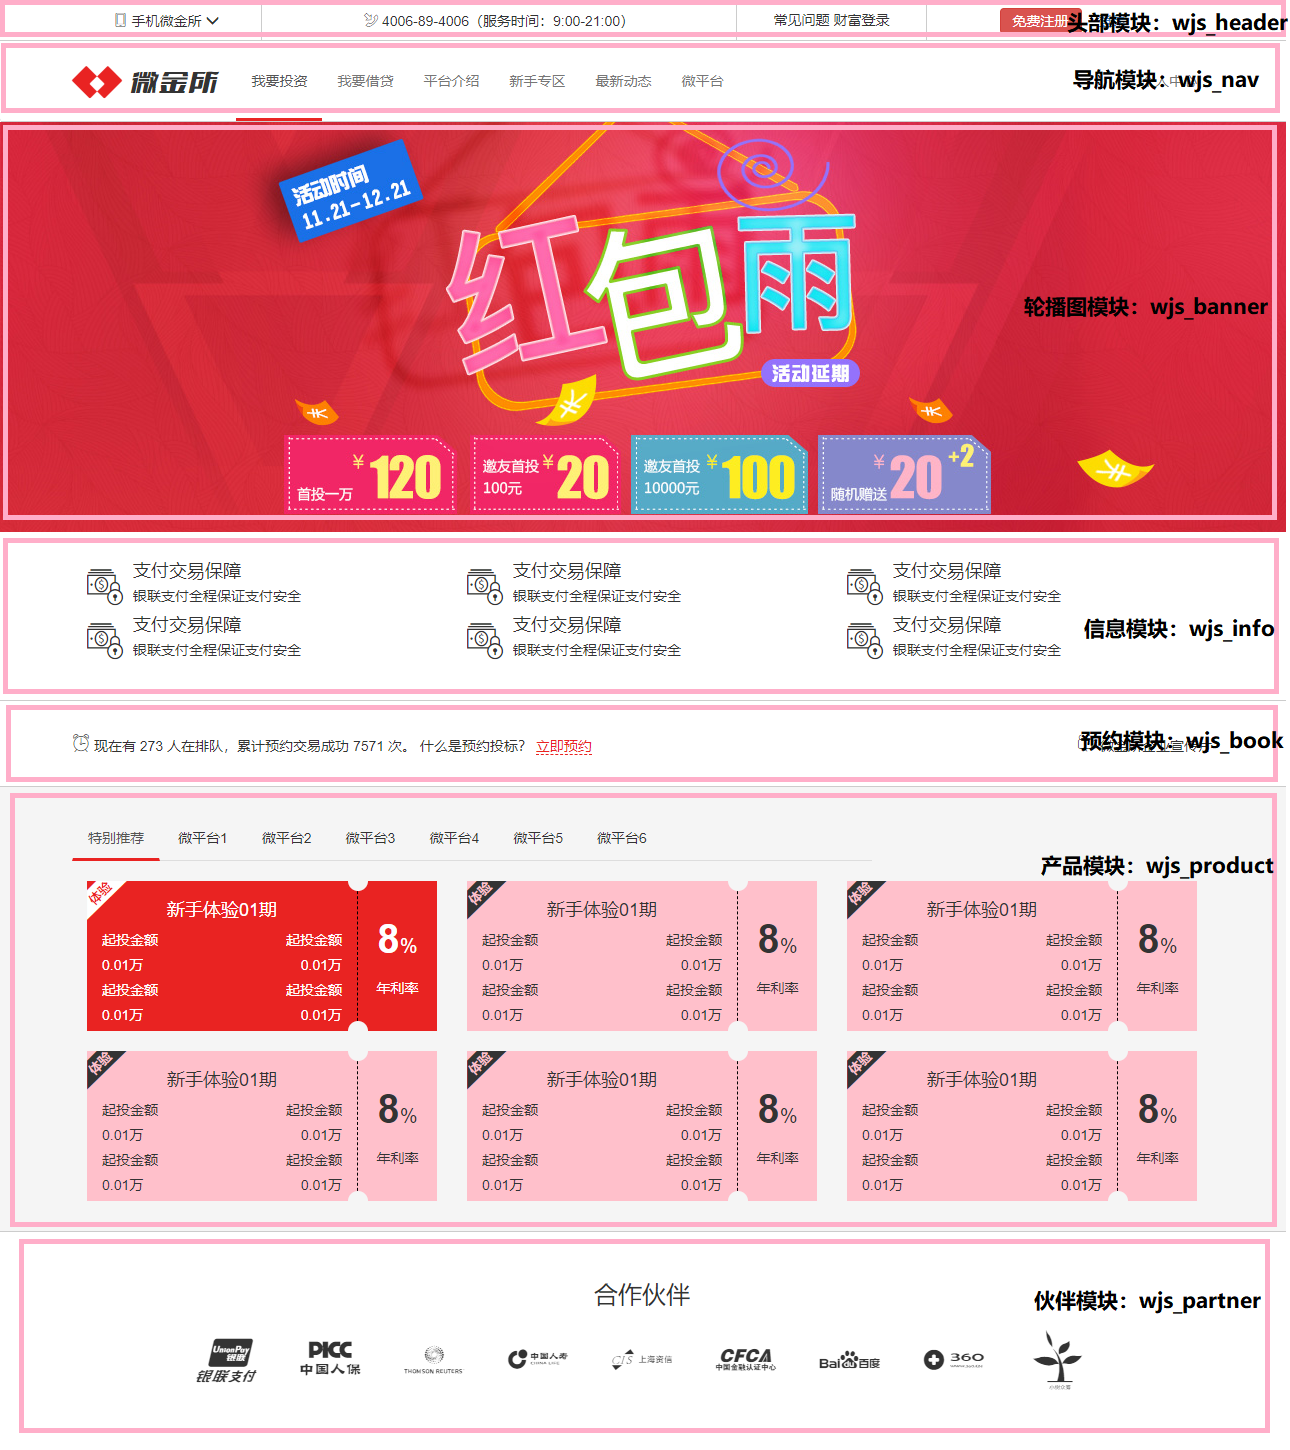 手机微金所
4006-89-4006（服务时间：9:00-21:00）
常见问题 财富登录
免费注册
头部模块：wjs_header
微金所
我要投资
我要借贷
平台介绍
新手专区
最新动态
微平台
导航模块：wjs_nav
活动时间
11.21-12.21
红包雨
活动延期
轮播图模块：wjs_banner
首投一万
¥120
邀友首投
100元
¥20
邀友首投
10000元
¥100
随机赠送
¥20+2
支付交易保障
银联支付全程保证支付安全
支付交易保障
银联支付全程保证支付安全
支付交易保障
银联支付全程保证支付安全
支付交易保障
银联支付全程保证支付安全
支付交易保障
银联支付全程保证支付安全
支付交易保障
银联支付全程保证支付安全
信息模块：wjs_info
现在有 273 人在排队，累计预约交易成功 7571 次。 什么是预约投标？ 立即预约
预约模块：wjs_book
特别推荐
微平台1
微平台2
微平台3
微平台4
微平台5
微平台6
产品模块：wjs_product
体验
新手体验01期
起投金额 起投金额
0.01万 0.01万
起投金额 起投金额
0.01万 0.01万
8%
年利率
体验
新手体验01期
起投金额 起投金额
0.01万 0.01万
起投金额 起投金额
0.01万 0.01万
8%
年利率
体验
新手体验01期
起投金额 起投金额
0.01万 0.01万
起投金额 起投金额
0.01万 0.01万
8%
年利率
体验
新手体验01期
起投金额 起投金额
0.01万 0.01万
起投金额 起投金额
0.01万 0.01万
8%
年利率
体验
新手体验01期
起投金额 起投金额
0.01万 0.01万
起投金额 起投金额
0.01万 0.01万
8%
年利率
体验
新手体验01期
起投金额 起投金额
0.01万 0.01万
起投金额 起投金额
0.01万 0.01万
8%
年利率
合作伙伴
伙伴模块：wjs_partner
UnionPay
银联
银联支付
PICC
中国人保
THOMSON REUTERS
中国人寿
CHINA LIFE
CIS 上海资信
CFCA
中国金融认证中心
Baidu百度
360